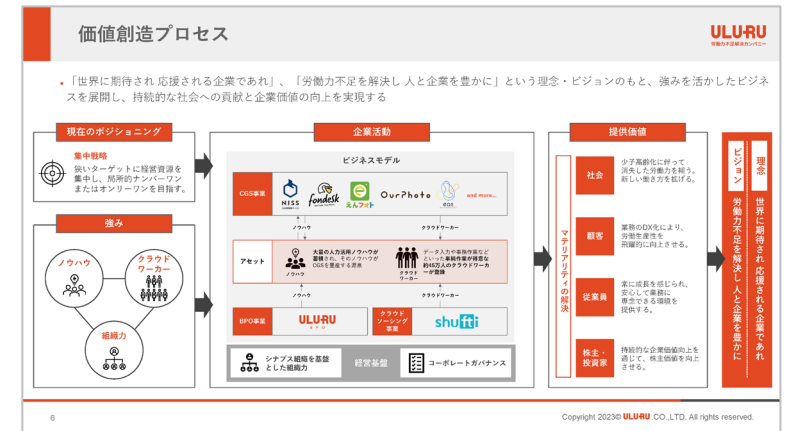 価値創造プロセス
ULURU
労働力不足解決カンパニー
・「世界に期待され 応援される企業であれ」、「労働力不足を解決し 人と企業を豊かに」という理念・ビジョンのもと、強みを活かしたビジネ
スを展開し、持続的な社会への貢献と企業価値の向上を実現する
現在のポジショニング
集中戦略
狭いターゲットに経営資源を
集中し、局所的ナンバーワン
またはオンリーワンを目指す。
強み
ノウハウ
クラウド
ワーカー
組織力
企業活動
ビジネスモデル
CGS事業
NJSS
fondesk
えんフォト
OurPhoto
eas
and more...
ノウハウ
クラウドワーカー
アセット
大量の人力活用ノウハウが
蓄積され、そのノウハウが
CGSを量産する源泉
クラウド
ワーカー
データ入力や事務作業など
といった単純作業が得意な
約45万人のクラウドワーカ
ーが登録
ノウハウ
クラウドワーカー
BPO事業
ULURU
BPO
クラウド
ソーシング
事業
shufti
シナプス組織を基盤
とした組織力
経営基盤
コーポレートガバナンス
提供価値
マテリアリティの解決
社会
少子高齢化に伴って
消失した労働力を補う。
新しい働き方を拡げる。
顧客
業務のDX化により、
労働生産性を
飛躍的に向上させる。
従業員
常に成長を感じられ、
安心して業務に
専念できる環境を
提供する。
株主・
投資家
持続的な企業価値向上を
通じて、株主価値を向上
させる。
理念
世界に期待され 応援される企業であれ
ビジョン
労働力不足を解決し 人と企業を豊かに
6
Copyright 2023© ULURU.CO.,LTD. All rights reserved.